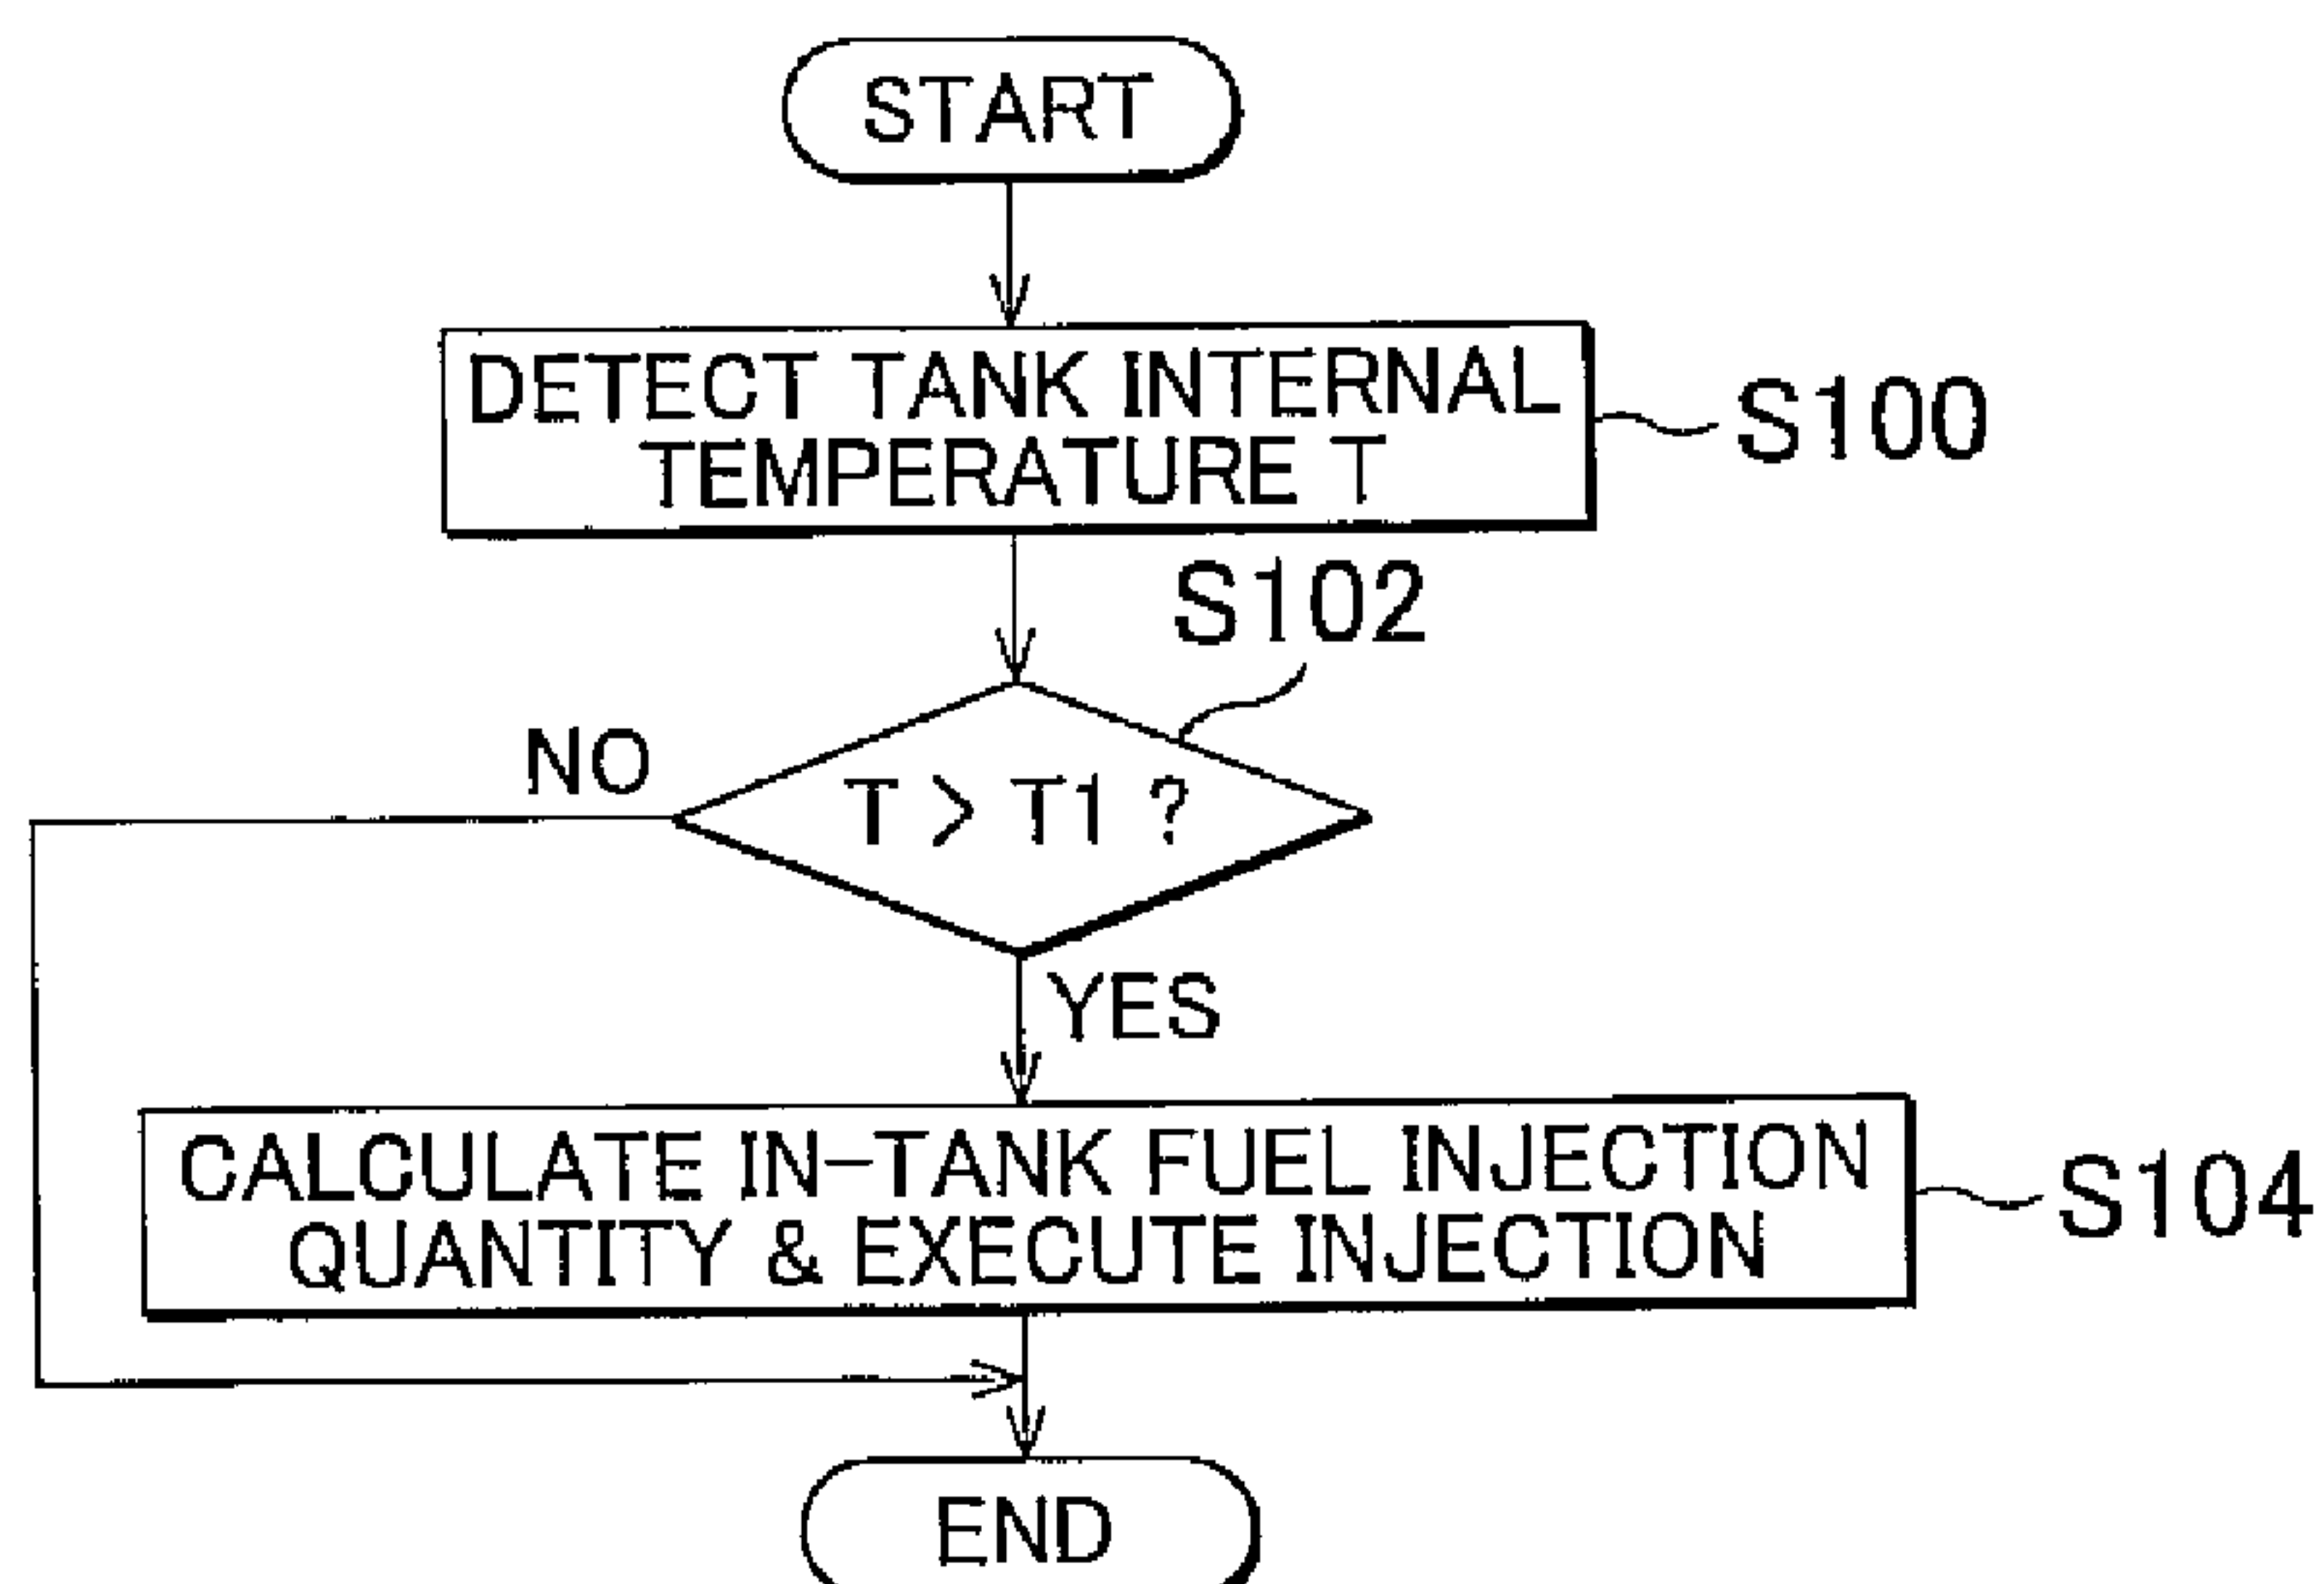 START
DETECT TANK INTERNAL
TEMPERATURE T
S100
S102
NO
T > T1 ?
YES
CALCULATE IN-TANK FUEL INJECTION
QUANTITY & EXECUTE INJECTION
S104
END